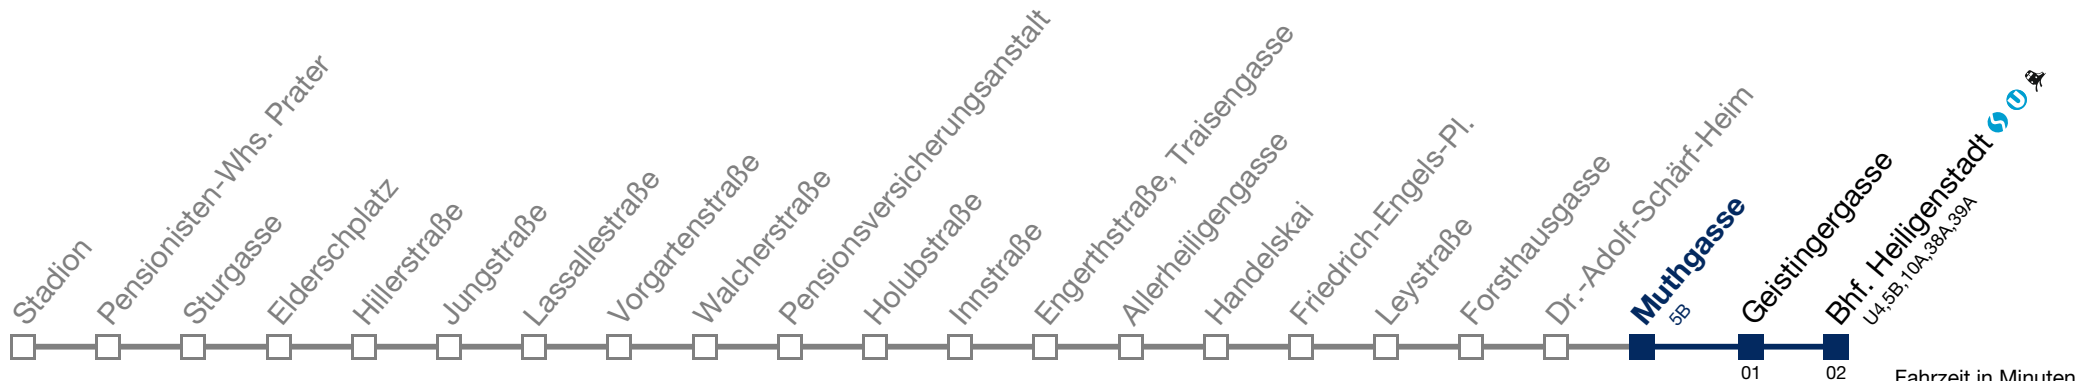 Stadion
Pensionisten-Whs. Prater
Sturgasse
Elderschplatz
Hillerstraße
Jungstraße
Lassallestraße
Vorgartenstraße
Walcherstraße
Pensionsversicherungsanstalt
Holubstraße
Innstraße
Engerthstraße, Traisengasse
Allerheiligengasse
Handelskai
Friedrich-Engels-Pl.
Leystraße
Forsthausgasse
Dr.-Adolf-Schärf-Heim
Muthgasse
5B
Geistingergasse
Bhf. Heiligenstadt S U
U4,5B,10A,38A,39A
01
02
Fahrzeit in Minuten